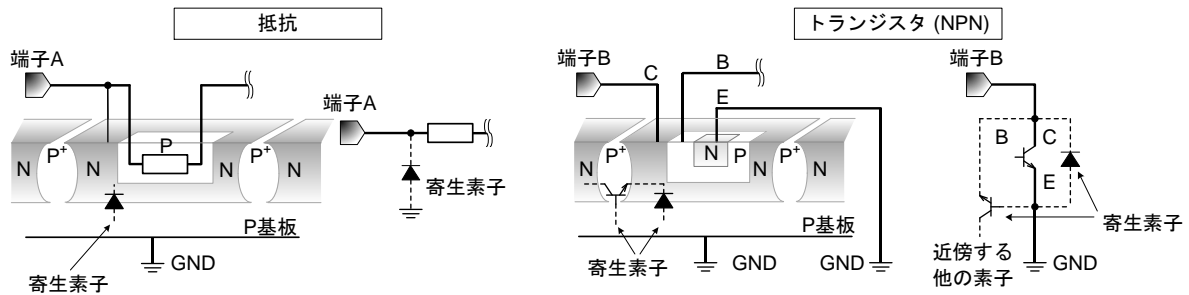 抵抗
トランジスタ (NPN)
端子A
端子A
P
N
P+
N
P+
N
N
寄生素子
P基板
GND
寄生素子
端子B
C
B
E
N
P+
N
N
P
P+
N
N
P基板
寄生素子
GND
GND
端子B
B
C
E
寄生素子
近傍する
他の素子
GND